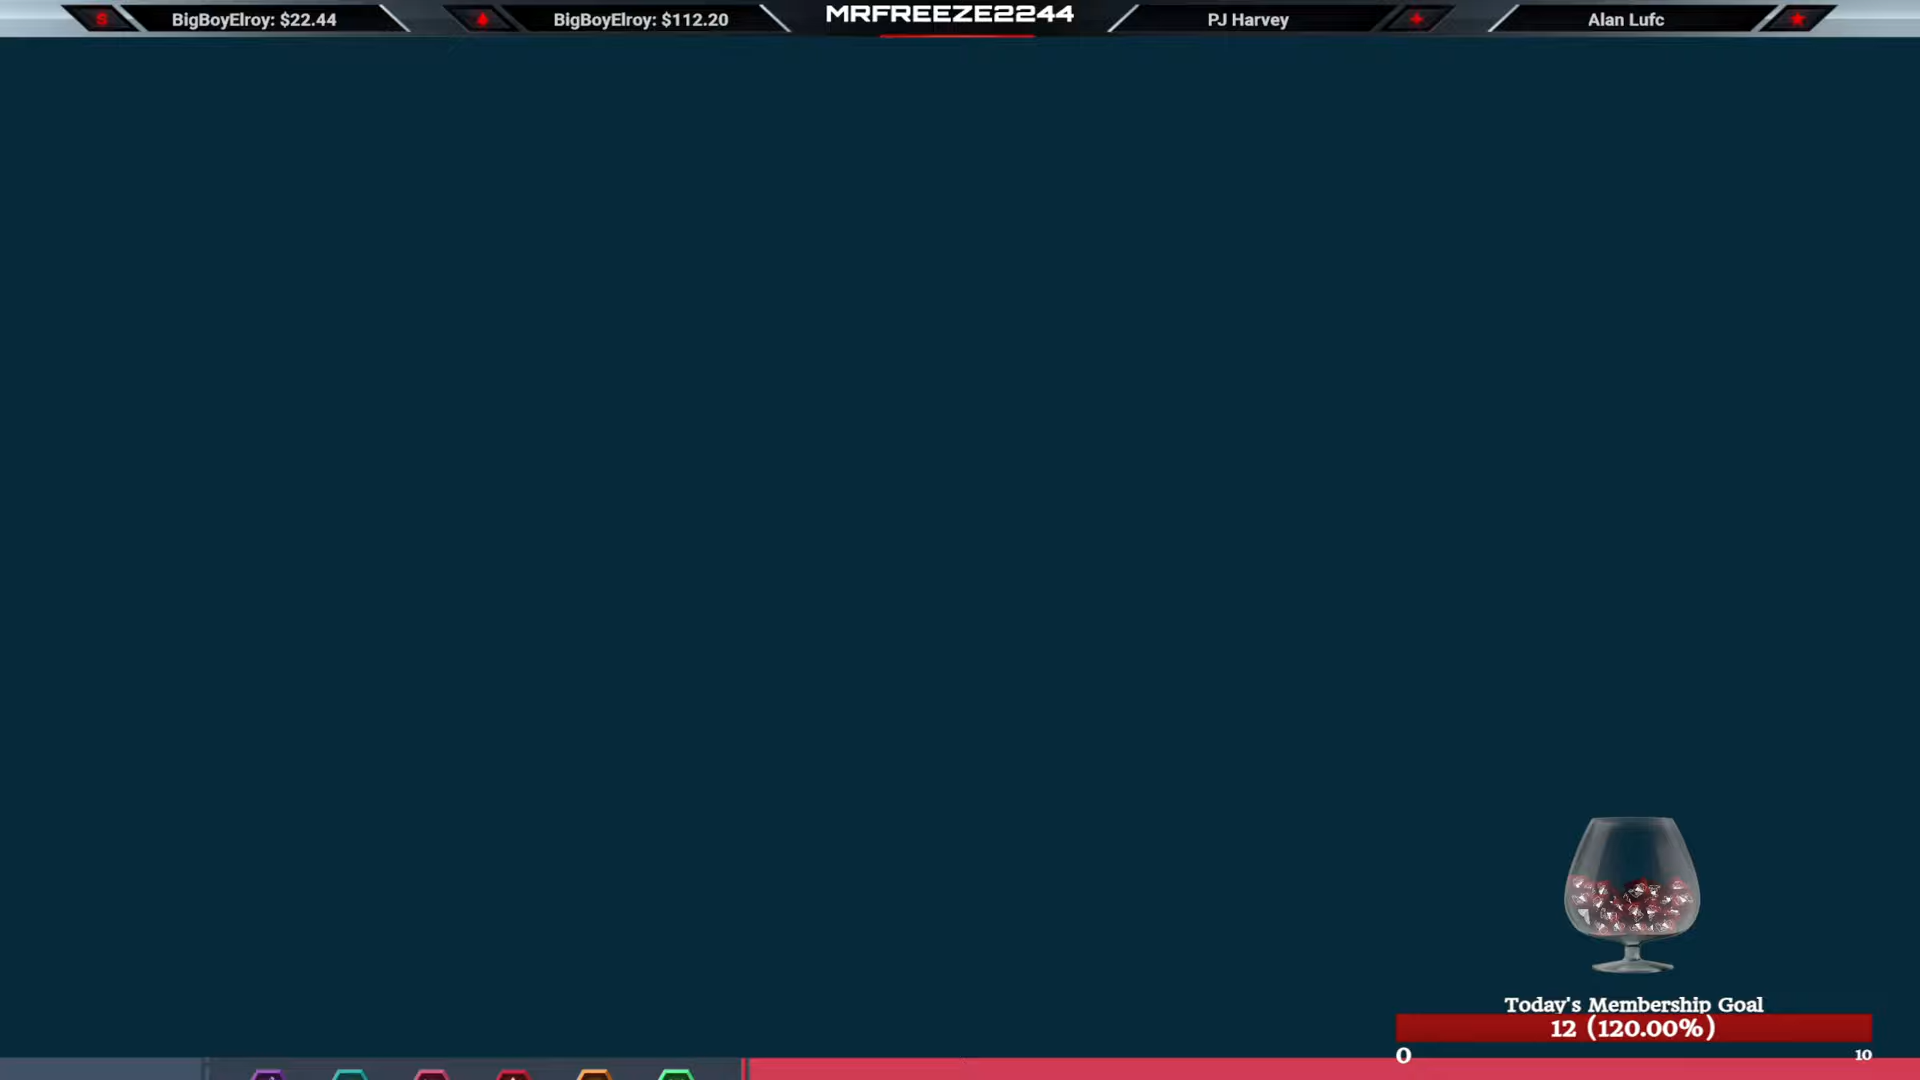 BigBoyElroy: $22.44
BigBoyElroy: $112.20
MRFREEZE2244
PJ Harvey
Alan Lufc
Today's Membership Goal
12 (120.00%)
0
10